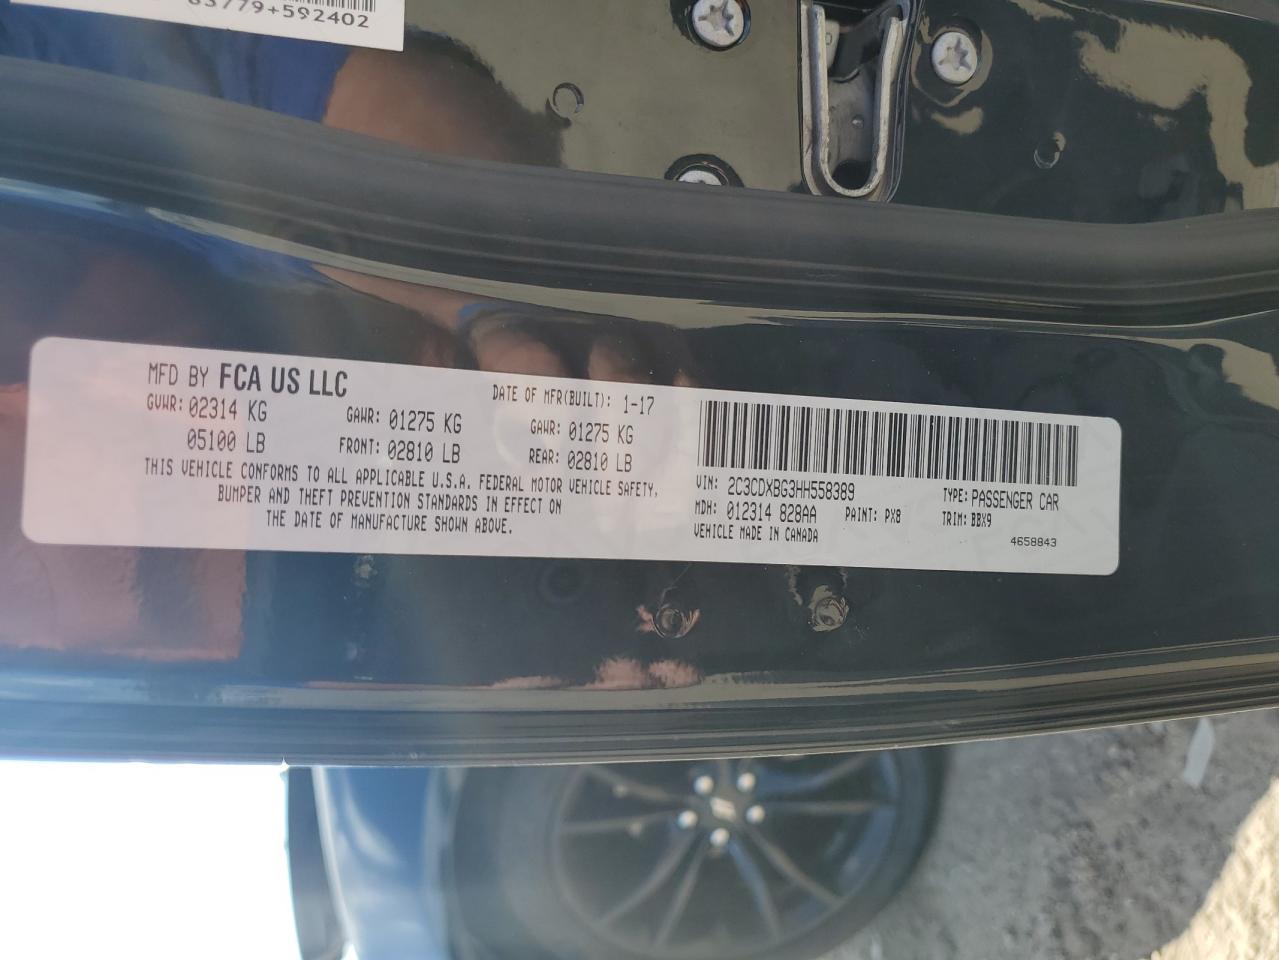 83779+592402
MFD BY FCA US LLC DATE OF MFR(BUILT): 1-17
GVWR: 02314 KG GAWR: 01275 KG GAWR: 01275 KG
05100 LB FRONT: 02810 LB REAR: 02810 LB
THIS VEHICLE CONFORMS TO ALL APPLICABLE U.S.A. FEDERAL MOTOR VEHICLE SAFETY,
BUMPER AND THEFT PREVENTION STANDARDS IN EFFECT ON
THE DATE OF MANUFACTURE SHOWN ABOVE.
VIN: 2C3CDXBG3HH558389 TYPE: PASSENGER CAR
MDH: 012314 828AA PAINT: PX8 TRIM: BBX9
VEHICLE MADE IN CANADA 4658843